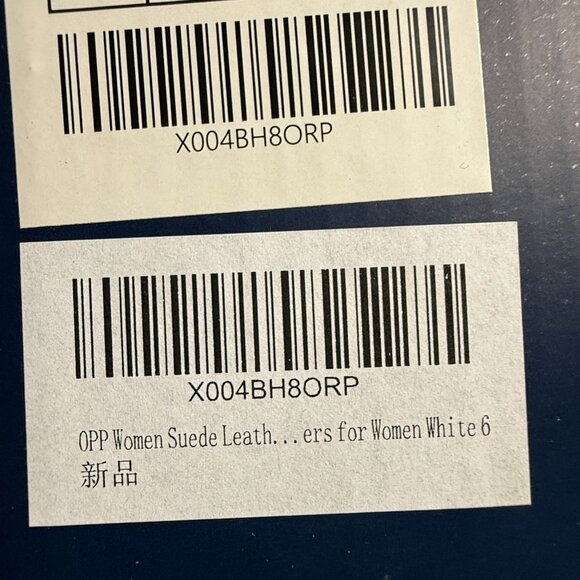 X004BH8ORP
X004BH8ORP
OPP Women Suede Leath...ers for Women White 6
新品